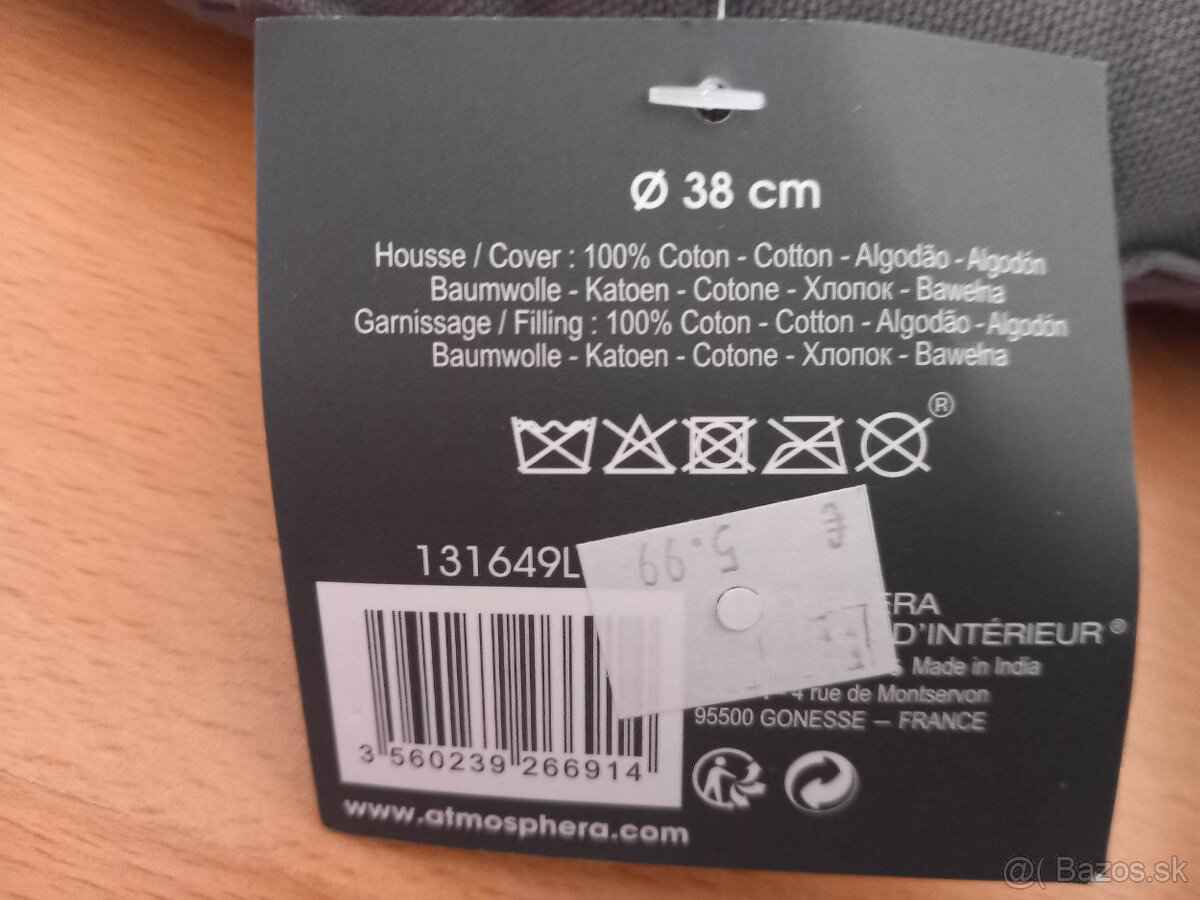 Ø 38 cm
Housse / Cover : 100% Coton - Cotton - Algodão - Algodón
Baumwolle - Katoen - Cotone - Хлопок - Bawełna
Garnissage / Filling : 100% Coton - Cotton - Algodão - Algodón
Baumwolle - Katoen - Cotone - Хлопок - Bawełna
®
131649L
€ 5.99
ERA
D'INTÉRIEUR ®
Made in India
4 rue de Montservon
95500 GONESSE – FRANCE
3 560239 266914
www.atmosphera.com
@( Bazos.sk